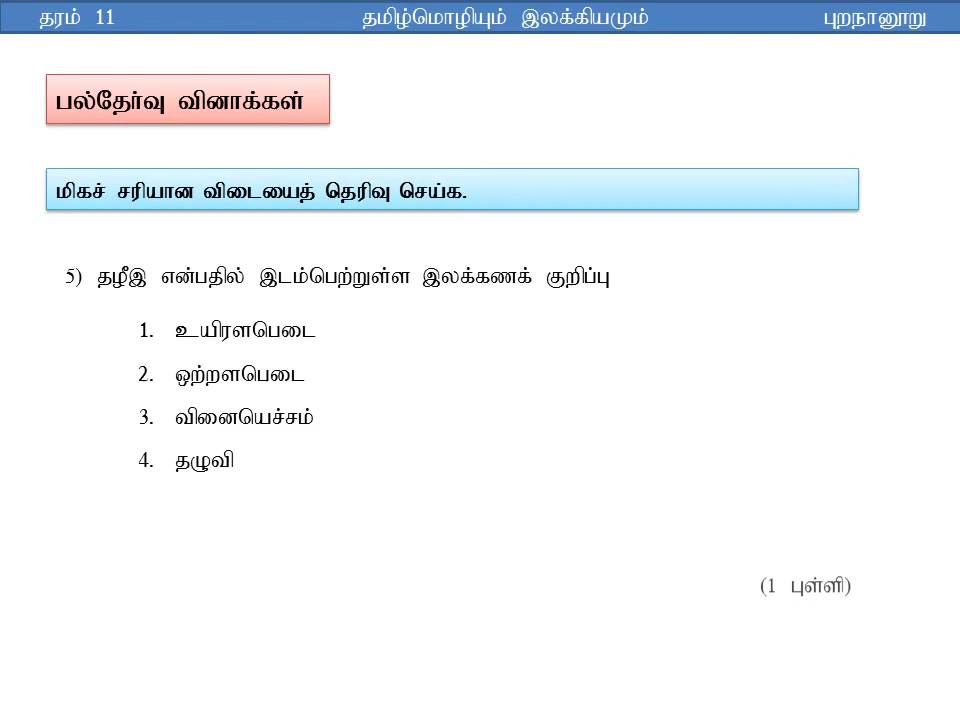 தரம் 11 தமிழ்மொழியும் இலக்கியமும் புறநானூறு
பல்தேர்வு வினாக்கள்
மிகச் சரியான விடையைத் தெரிவு செய்க.
5) தழீஇ என்பதில் இடம்பெற்றுள்ள இலக்கணக் குறிப்பு
1. உயிரளபெடை
2. ஒற்றளபெடை
3. வினையெச்சம்
4. தழுவி
(1 புள்ளி)